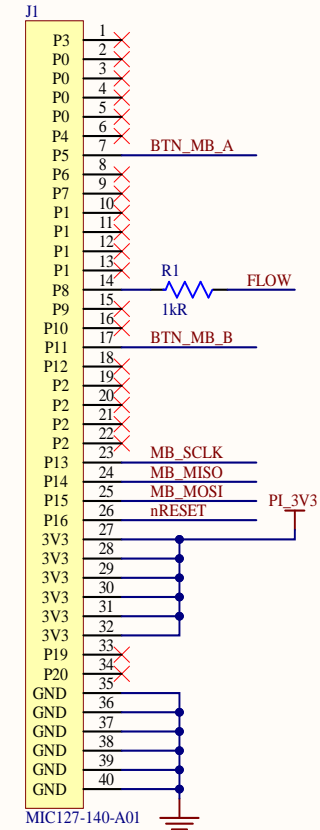 J1
P3 1
P0 2
P0 3
P0 4
P0 5
P4 6
P5 7 BTN_MB_A
P6 8
P7 9
P1 10
P1 11
P1 12
P1 13
P8 14 R1 1kR FLOW
P9 15
P10 16
P11 17 BTN_MB_B
P12 18
P2 19
P2 20
P2 21
P2 22
P13 23 MB_SCLK
P14 24 MB_MISO
P15 25 MB_MOSI PI_3V3
P16 26 nRESET
3V3 27
3V3 28
3V3 29
3V3 30
3V3 31
3V3 32
P19 33
P20 34
GND 35
GND 36
GND 37
GND 38
GND 39
GND 40
MIC127-140-A01